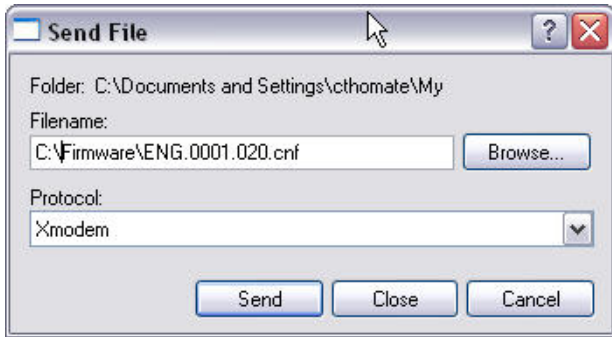 Send File
Folder: C:\Documents and Settings\cthomate\My
Filename:
C:\Firmware\ENG.0001.020.cnf
Browse...
Protocol:
Xmodem
Send Close Cancel